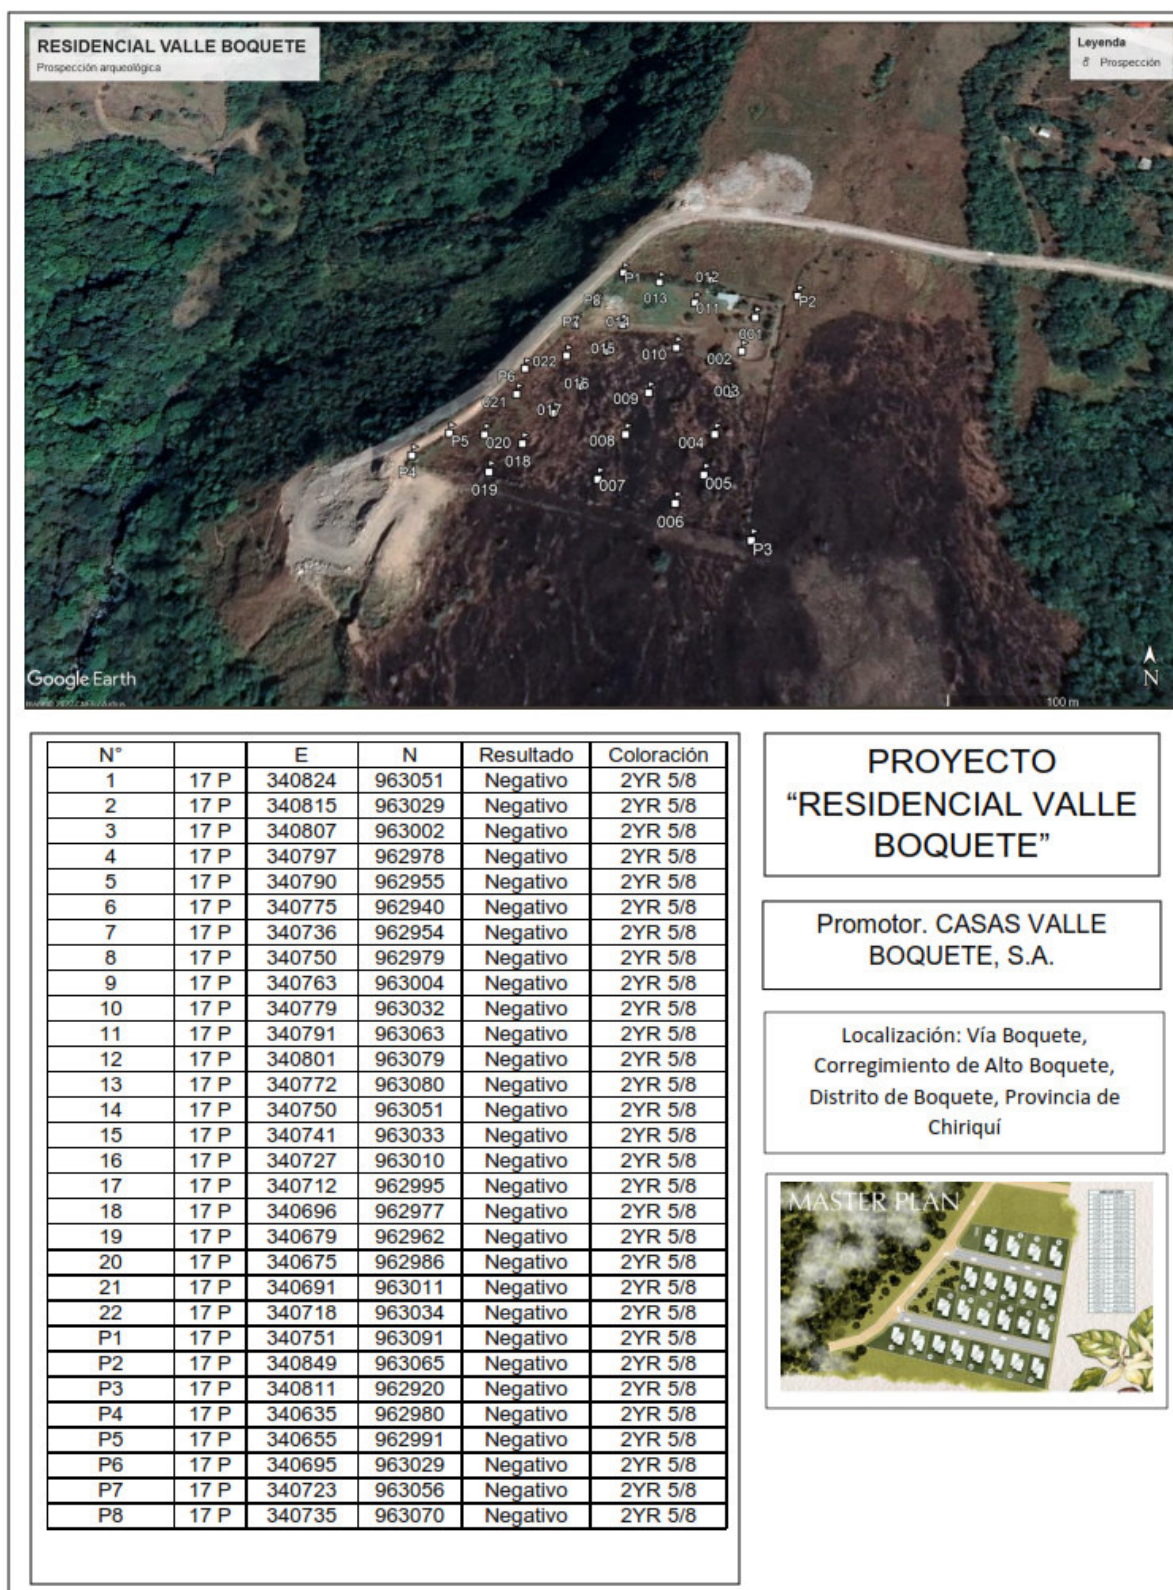 RESIDENCIAL VALLE BOQUETE
Prospección arqueológica
Leyenda
Prospección
P1
013
012
P2
P8
011
001
P7
014
022
015
010
002
P6
016
003
021
009
017
P5
020
008
004
P4
018
019
007
005
006
P3
Google Earth
N
100 m
N° E N Resultado Coloración
1 17 P 340824 963051 Negativo 2YR 5/8
2 17 P 340815 963029 Negativo 2YR 5/8
3 17 P 340807 963002 Negativo 2YR 5/8
4 17 P 340797 962978 Negativo 2YR 5/8
5 17 P 340790 962955 Negativo 2YR 5/8
6 17 P 340775 962940 Negativo 2YR 5/8
7 17 P 340736 962954 Negativo 2YR 5/8
8 17 P 340750 962979 Negativo 2YR 5/8
9 17 P 340763 963004 Negativo 2YR 5/8
10 17 P 340779 963032 Negativo 2YR 5/8
11 17 P 340791 963063 Negativo 2YR 5/8
12 17 P 340801 963079 Negativo 2YR 5/8
13 17 P 340772 963080 Negativo 2YR 5/8
14 17 P 340750 963051 Negativo 2YR 5/8
15 17 P 340741 963033 Negativo 2YR 5/8
16 17 P 340727 963010 Negativo 2YR 5/8
17 17 P 340712 962995 Negativo 2YR 5/8
18 17 P 340696 962977 Negativo 2YR 5/8
19 17 P 340679 962962 Negativo 2YR 5/8
20 17 P 340675 962986 Negativo 2YR 5/8
21 17 P 340691 963011 Negativo 2YR 5/8
22 17 P 340718 963034 Negativo 2YR 5/8
P1 17 P 340751 963091 Negativo 2YR 5/8
P2 17 P 340849 963065 Negativo 2YR 5/8
P3 17 P 340811 962920 Negativo 2YR 5/8
P4 17 P 340635 962980 Negativo 2YR 5/8
P5 17 P 340655 962991 Negativo 2YR 5/8
P6 17 P 340695 963029 Negativo 2YR 5/8
P7 17 P 340723 963056 Negativo 2YR 5/8
P8 17 P 340735 963070 Negativo 2YR 5/8
PROYECTO
“RESIDENCIAL VALLE
BOQUETE”
Promotor. CASAS VALLE
BOQUETE, S.A.
Localización: Vía Boquete,
Corregimiento de Alto Boquete,
Distrito de Boquete, Provincia de
Chiriquí
MASTER PLAN